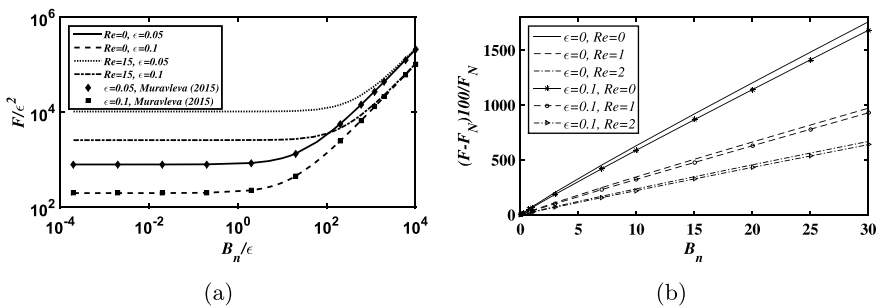 10^6
10^4
10^2
F/ϵ^2
Re=0, ϵ=0.05
Re=0, ϵ=0.1
Re=15, ϵ=0.05
Re=15, ϵ=0.1
ϵ=0.05, Muravleva (2015)
ϵ=0.1, Muravleva (2015)
10^-4
10^-2
10^0
10^2
10^4
B_n/ϵ
(a)
1500
1000
500
0
(F-F_N)100/F_N
ϵ=0, Re=0
ϵ=0, Re=1
ϵ=0, Re=2
ϵ=0.1, Re=0
ϵ=0.1, Re=1
ϵ=0.1, Re=2
0
5
10
15
20
25
30
B_n
(b)